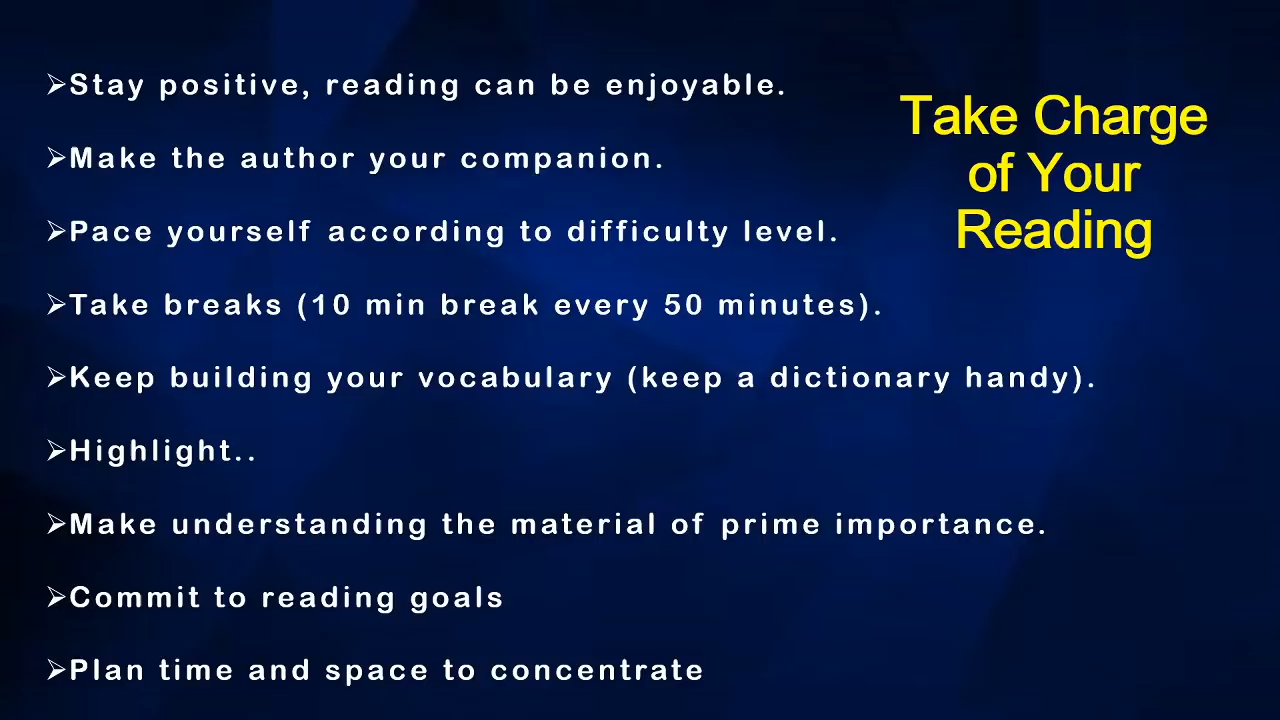 Take Charge
of Your
Reading
➢Stay positive, reading can be enjoyable.
➢Make the author your companion.
➢Pace yourself according to difficulty level.
➢Take breaks (10 min break every 50 minutes).
➢Keep building your vocabulary (keep a dictionary handy).
➢Highlight..
➢Make understanding the material of prime importance.
➢Commit to reading goals
➢Plan time and space to concentrate